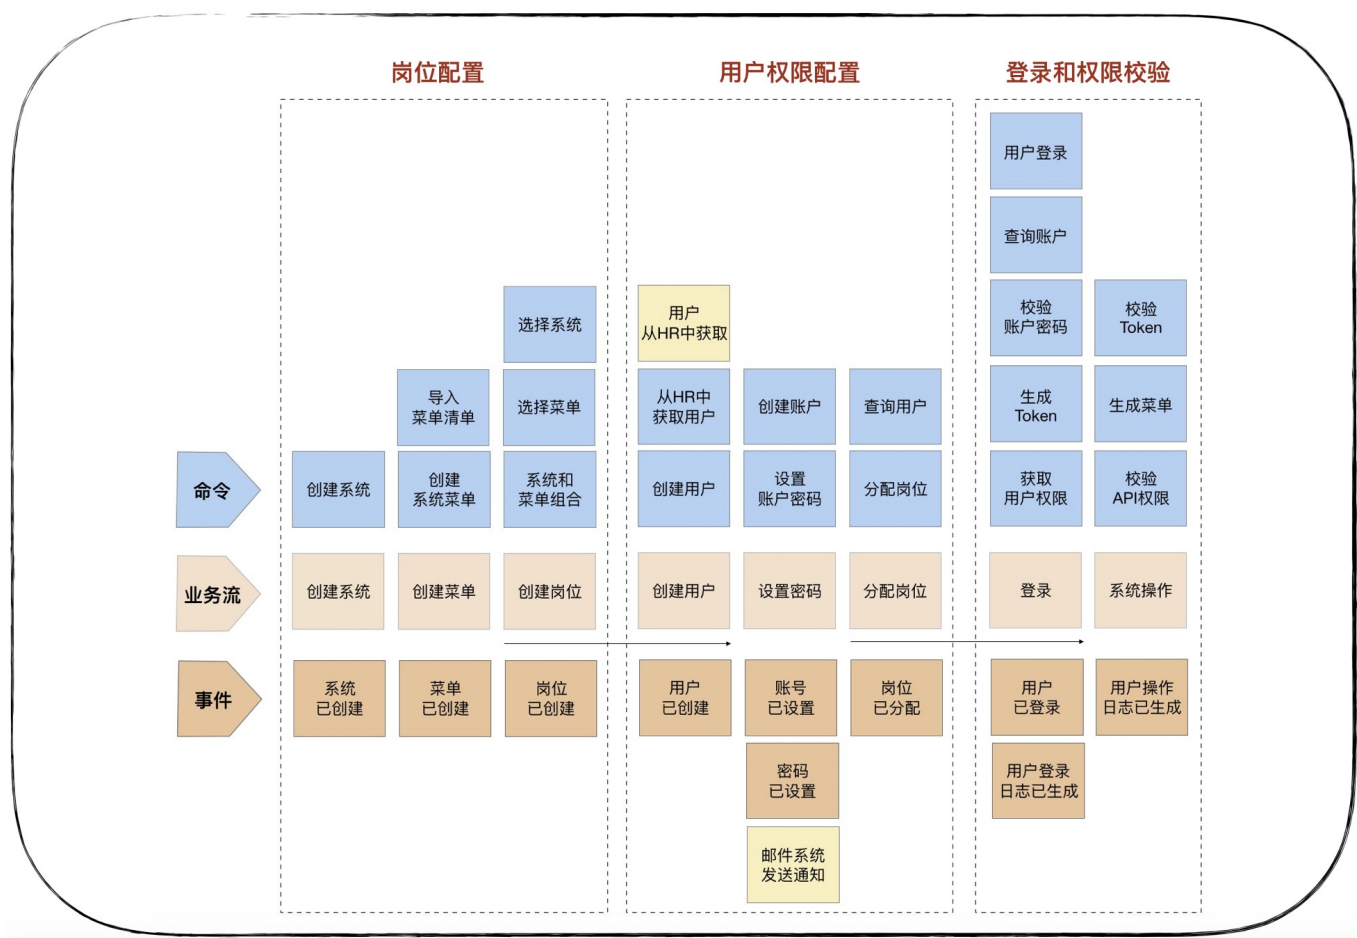 岗位配置
用户权限配置
登录和权限校验
用户登录
查询账户
选择系统
用户
从HR中获取
校验
账户密码
校验
Token
导入
菜单清单
选择菜单
从HR中
获取用户
创建账户
查询用户
生成
Token
生成菜单
命令
创建系统
创建
系统菜单
系统和
菜单组合
创建用户
设置
账户密码
分配岗位
获取
用户权限
校验
API权限
业务流
创建系统
创建菜单
创建岗位
创建用户
设置密码
分配岗位
登录
系统操作
事件
系统
已创建
菜单
已创建
岗位
已创建
用户
已创建
账号
已设置
岗位
已分配
用户
已登录
用户操作
日志已生成
密码
已设置
用户登录
日志已生成
邮件系统
发送通知